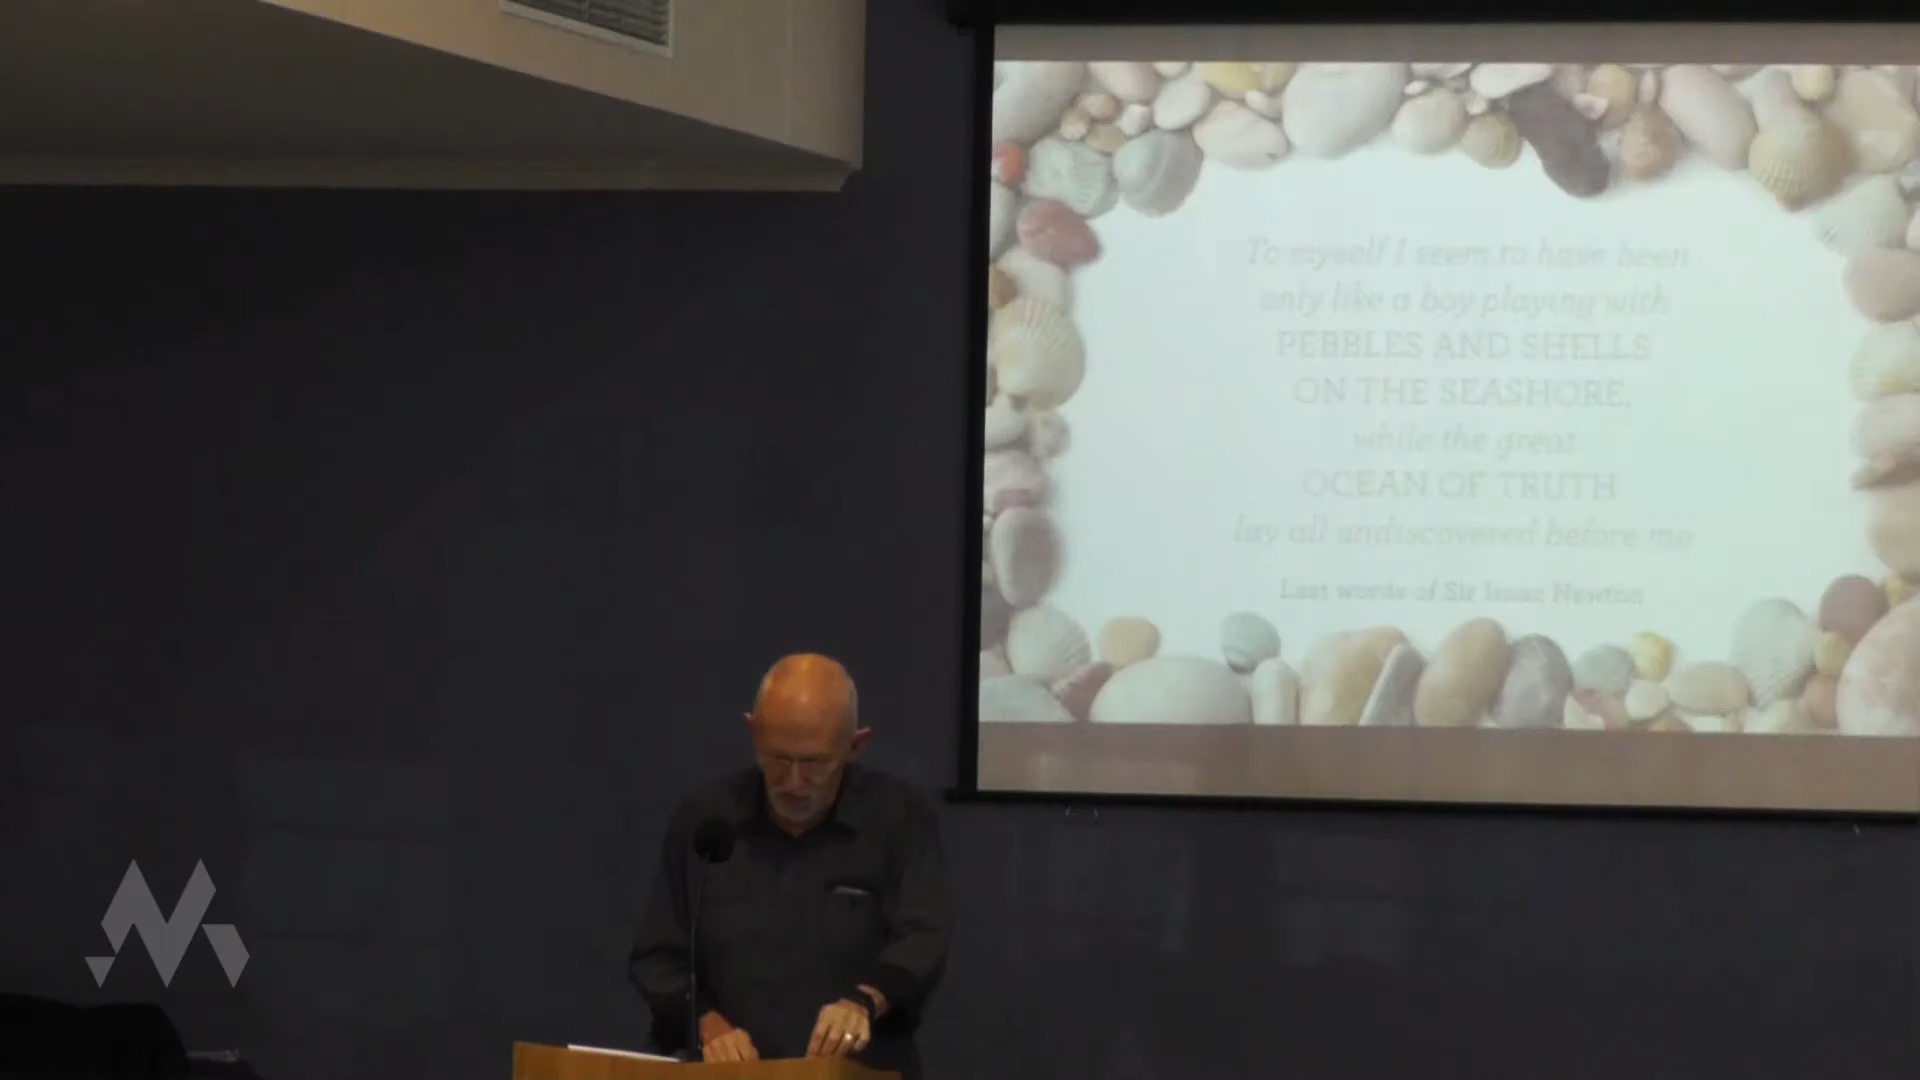 To myself I seem to have been
only like a boy playing with
PEBBLES AND SHELLS
ON THE SEASHORE,
while the great
OCEAN OF TRUTH
lay all undiscovered before me
Last words of Sir Isaac Newton